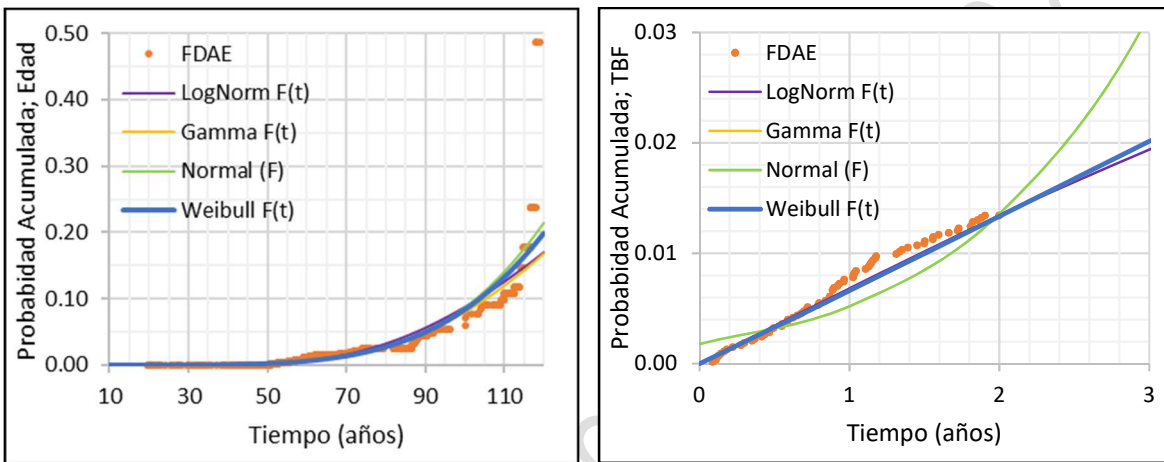 Probabidad Acumulada; Edad
0.50
0.40
0.30
0.20
0.10
0.00
FDAE
LogNorm F(t)
Gamma F(t)
Normal (F)
Weibull F(t)
10 30 50 70 90 110
Tiempo (años)
Probabidad Acumulada; TBF
0.03
0.02
0.01
0.00
FDAE
LogNorm F(t)
Gamma F(t)
Normal (F)
Weibull F(t)
0 1 2 3
Tiempo (años)